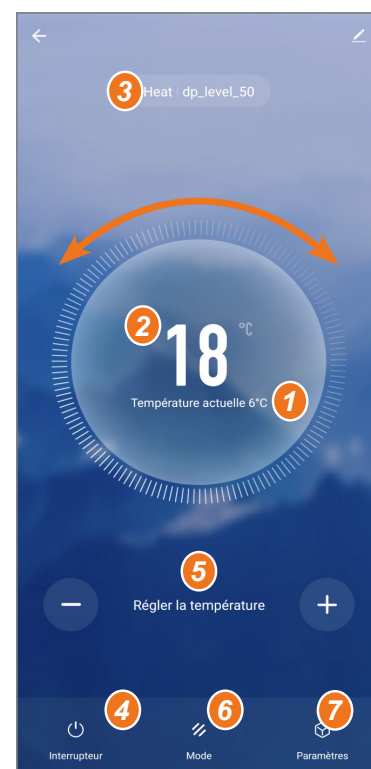 3 Heat | dp_level_50
2 18 °C
Température actuelle 6°C 1
5
Régler la température
4 6 7
Interrupteur Mode Paramètres